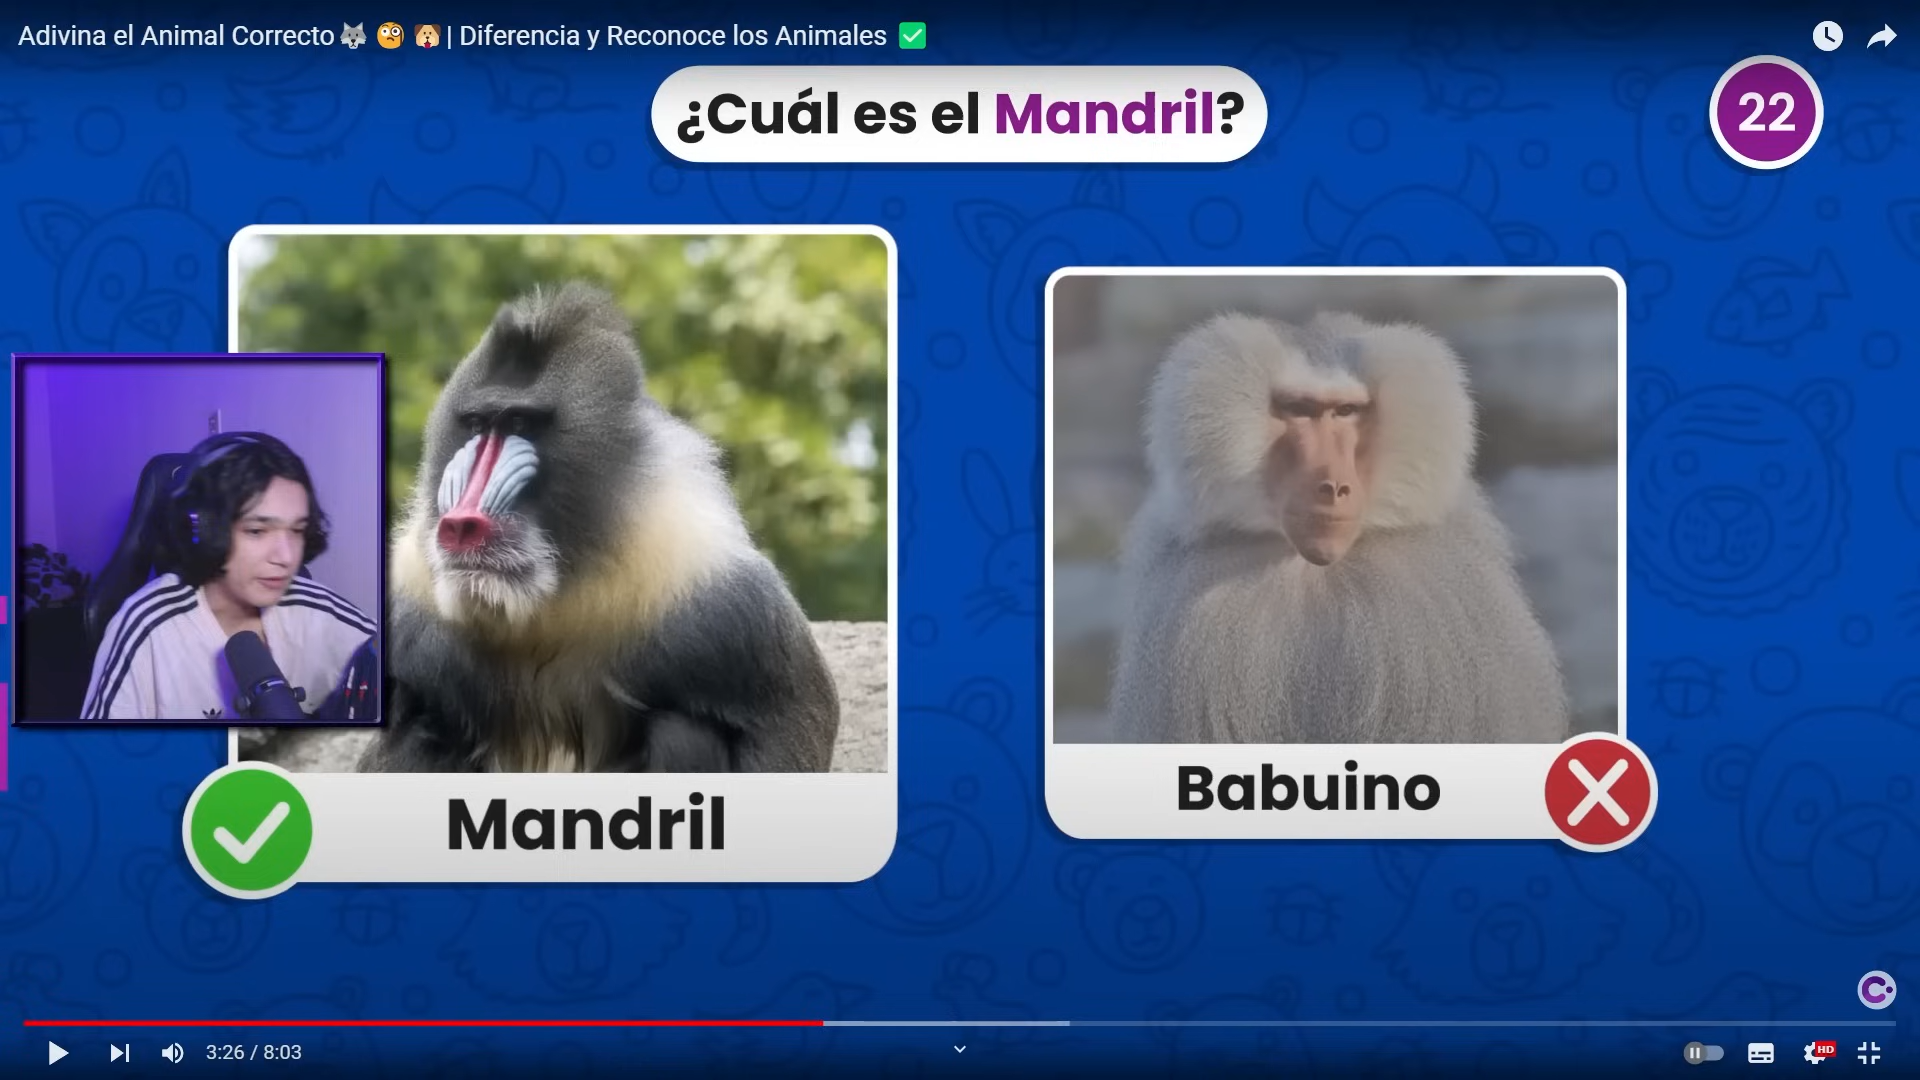 Adivina el Animal Correcto🐺 🧐 🐶| Diferencia y Reconoce los Animales ✅
¿Cuál es el Mandril?
22
Mandril
Babuino
3:26 / 8:03
HD